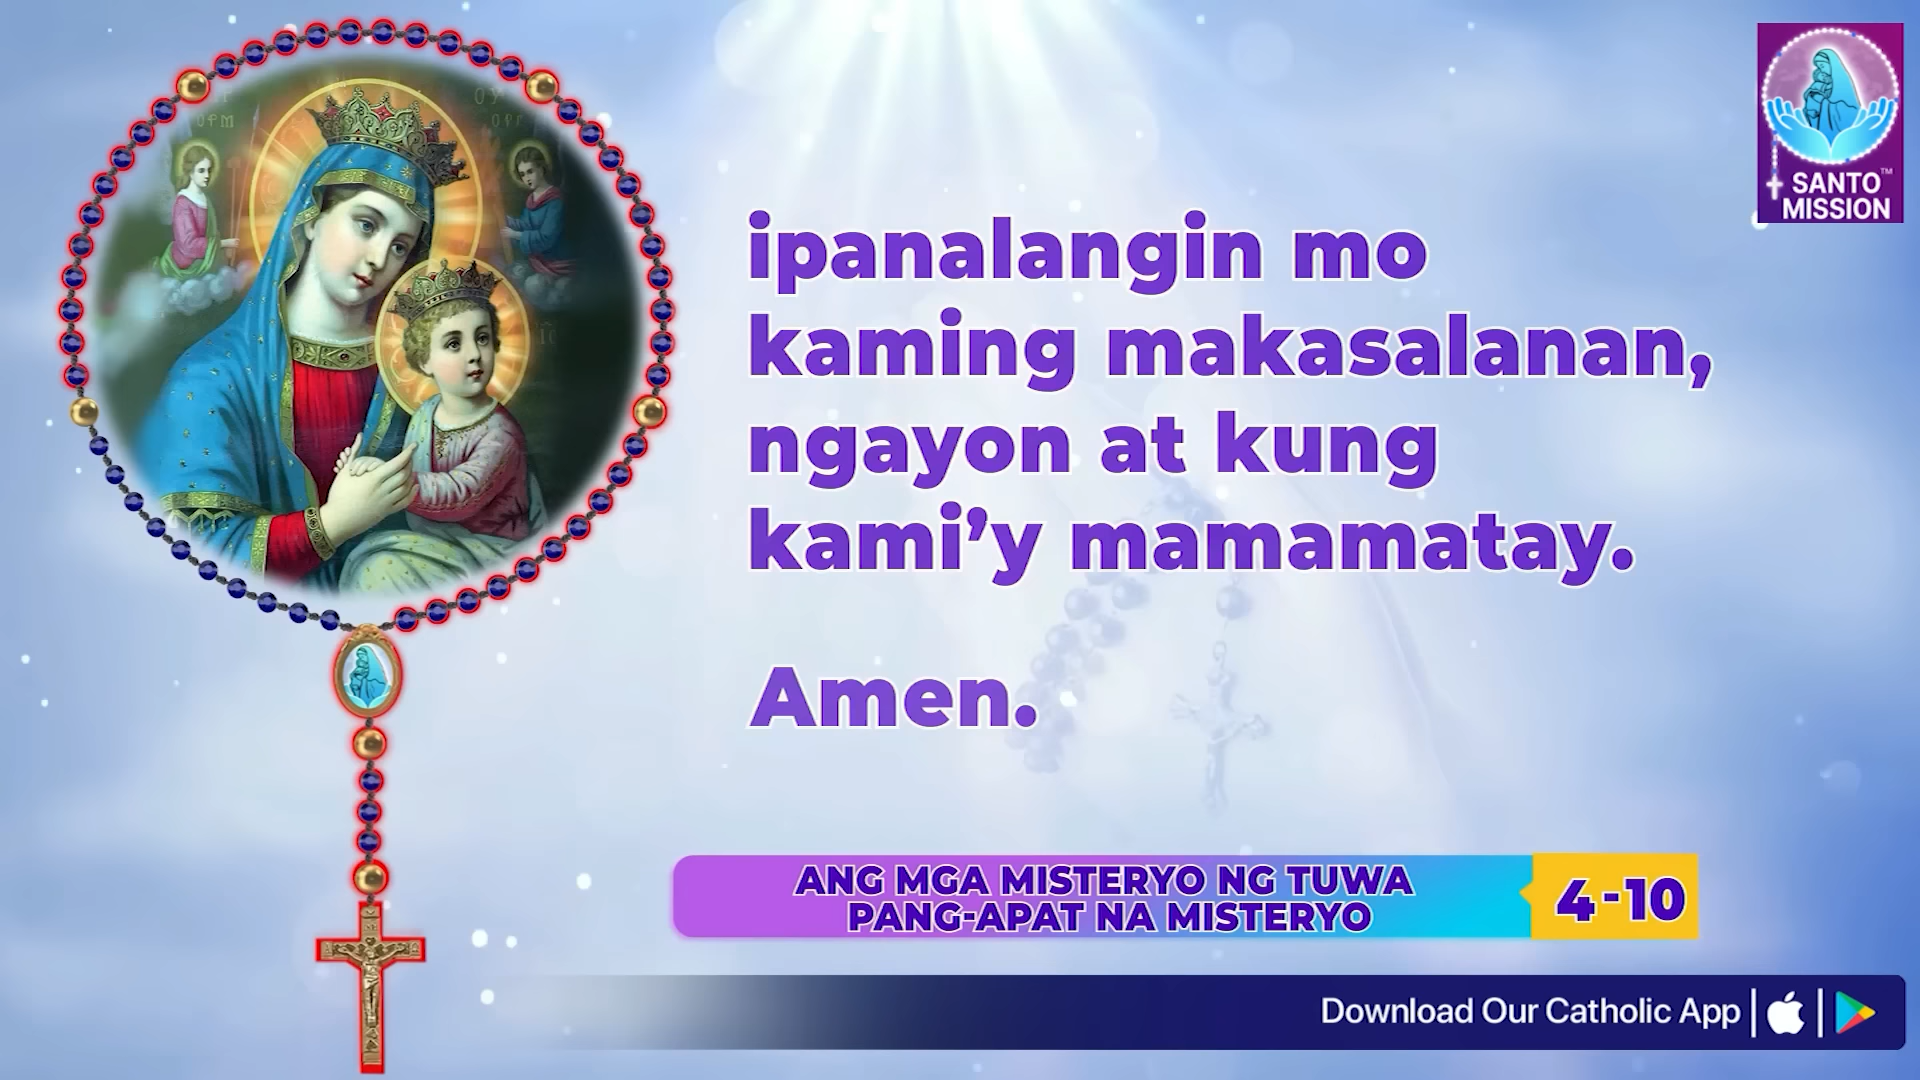 SANTO™
MISSION
ipanalangin mo
kaming makasalanan,
ngayon at kung
kami’y mamamatay.
Amen.
ANG MGA MISTERYO NG TUWA
PANG-APAT NA MISTERYO
4-10
Download Our Catholic App